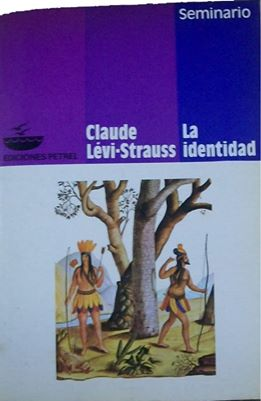 Seminario
Claude
Lévi-Strauss
La
identidad
EDICIONES PETREL